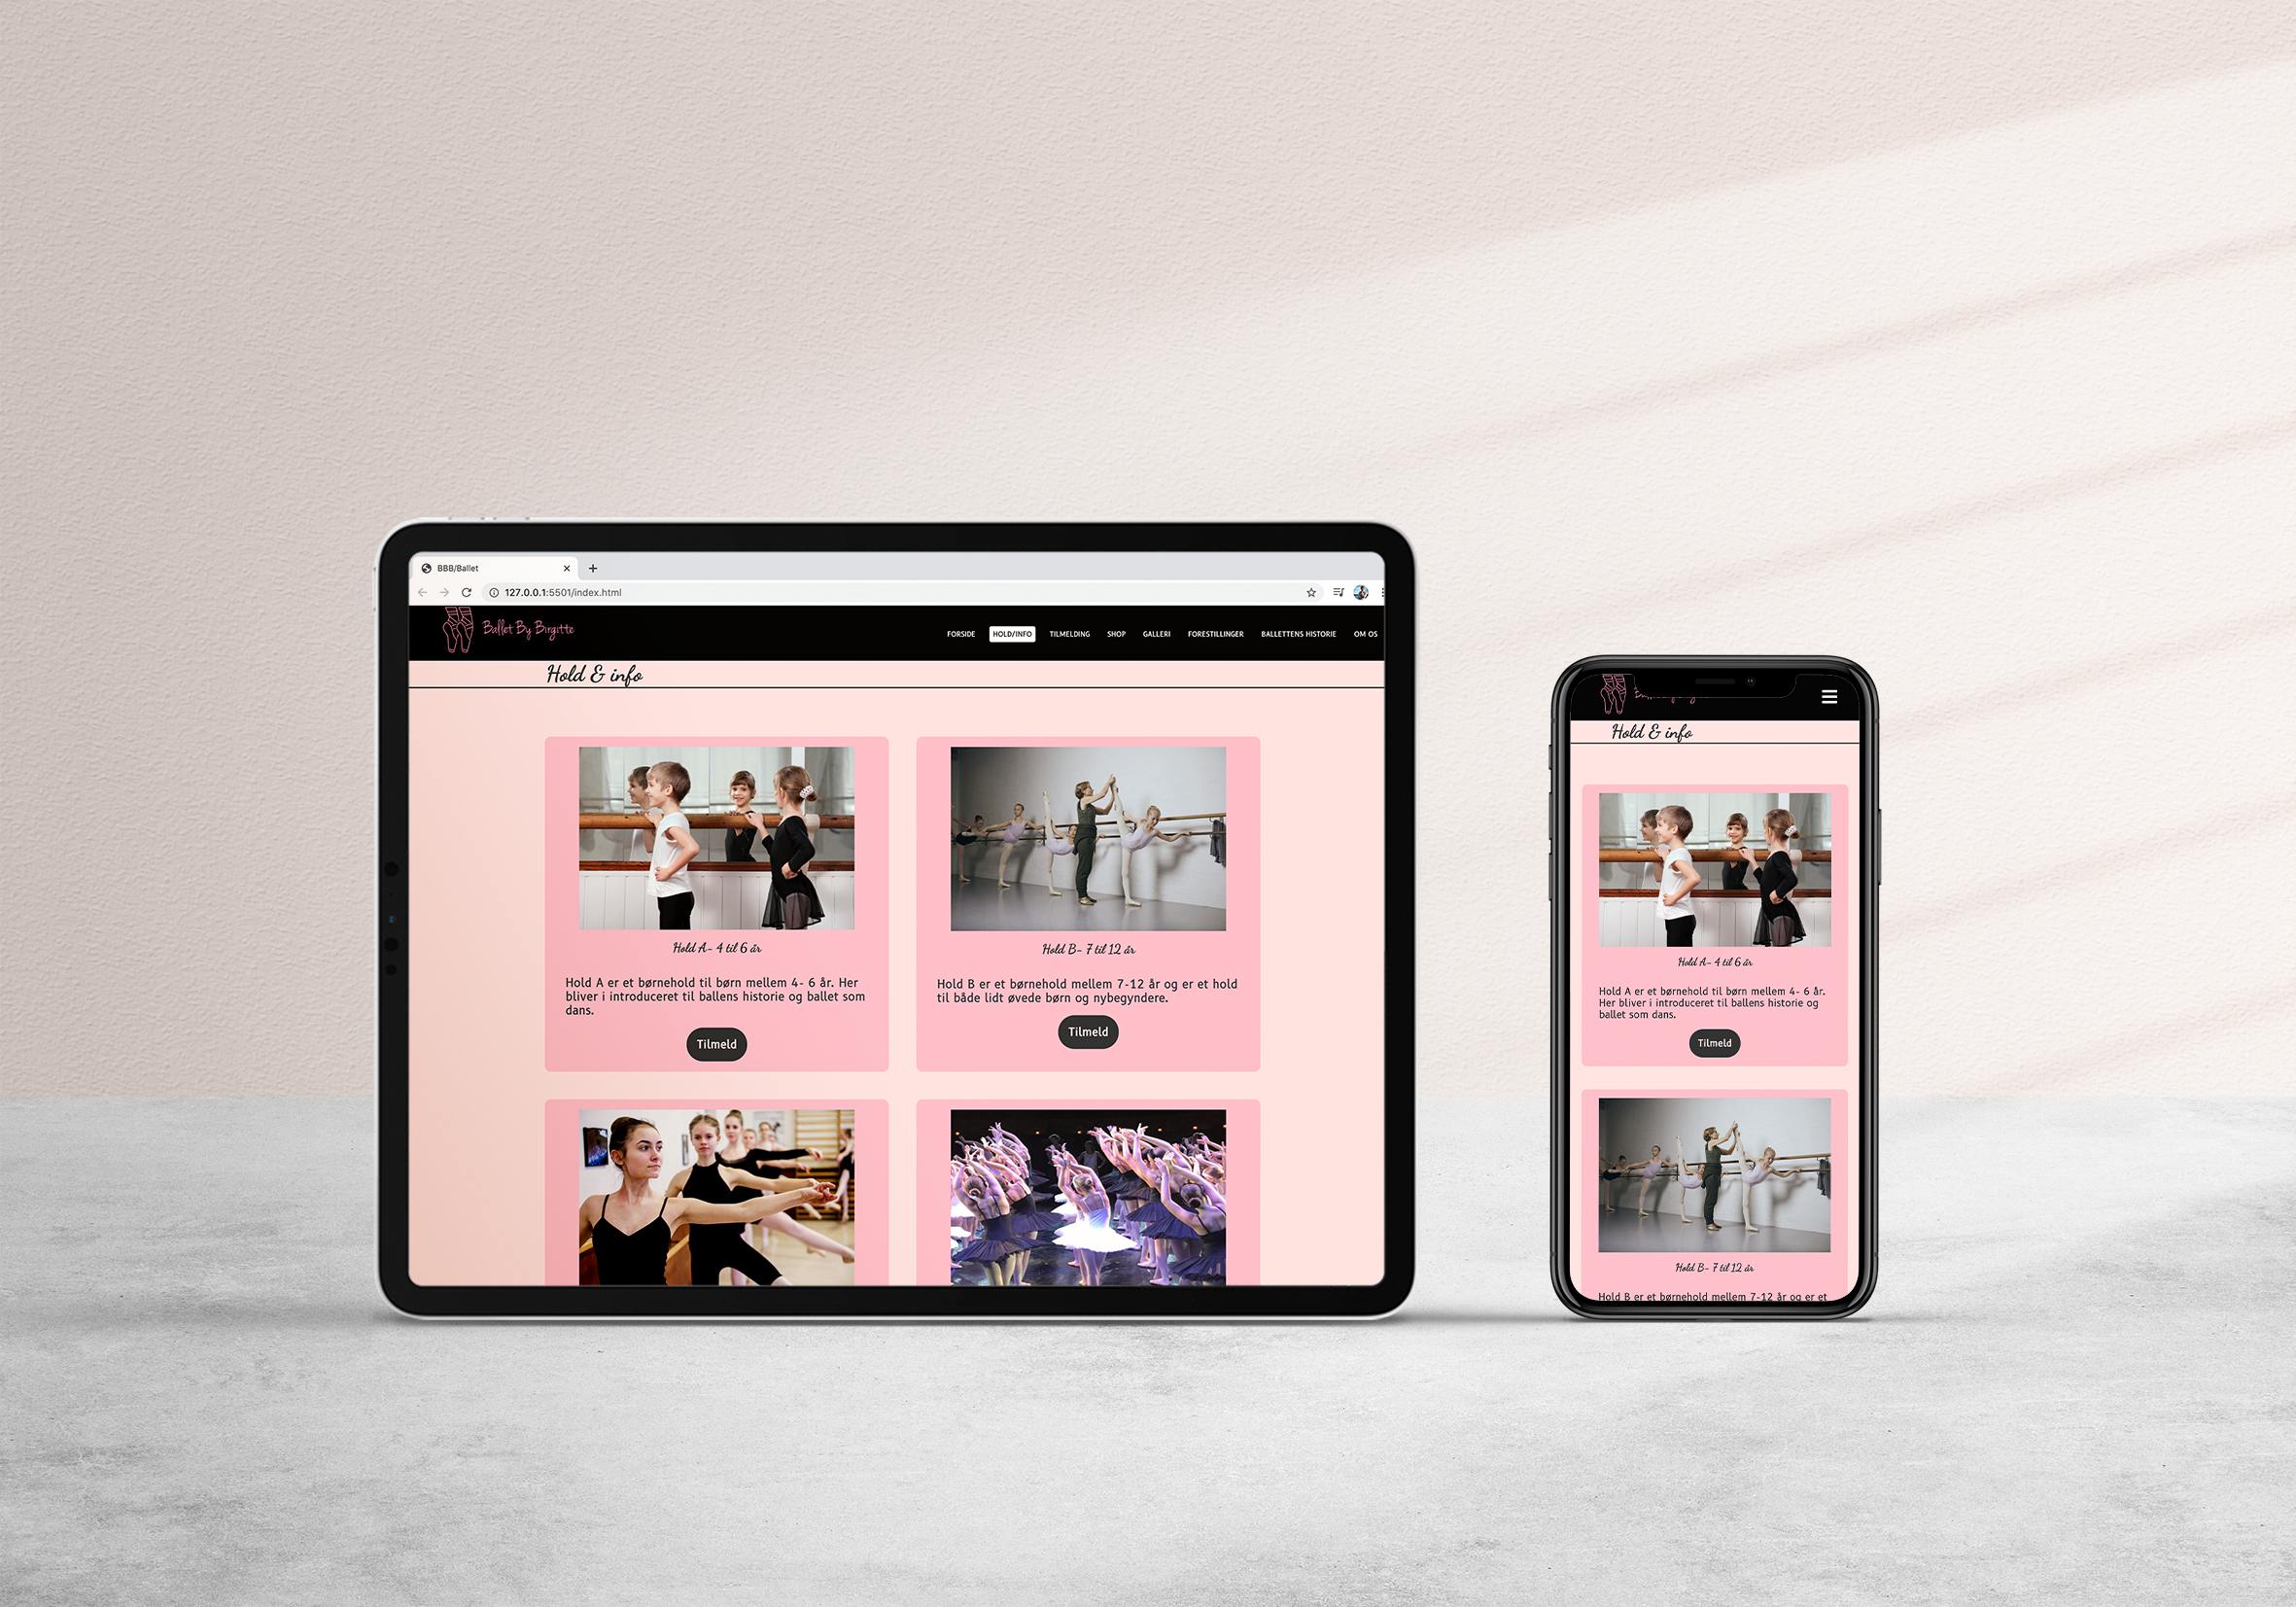 BBB/Ballet
127.0.0.1:5501/index.html
Ballet By Birgitte
FORSIDE HOLD/INFO TILMELDING SHOP GALLERI FORESTILLINGER BALLETTENS HISTORIE OM OS
Hold & info
Hold A- 4 til 6 år
Hold A er et børnehold til børn mellem 4- 6 år. Her
bliver i introduceret til ballens historie og ballet som
dans.
Tilmeld
Hold B- 7 til 12 år
Hold B er et børnehold mellem 7-12 år og er et hold
til både lidt øvede børn og nybegyndere.
Tilmeld
Hold & info
Hold A- 4 til 6 år
Hold A er et børnehold til børn mellem 4- 6 år.
Her bliver i introduceret til ballens historie og
ballet som dans.
Tilmeld
Hold B- 7 til 12 år
Hold B er et børnehold mellem 7-12 år og er et